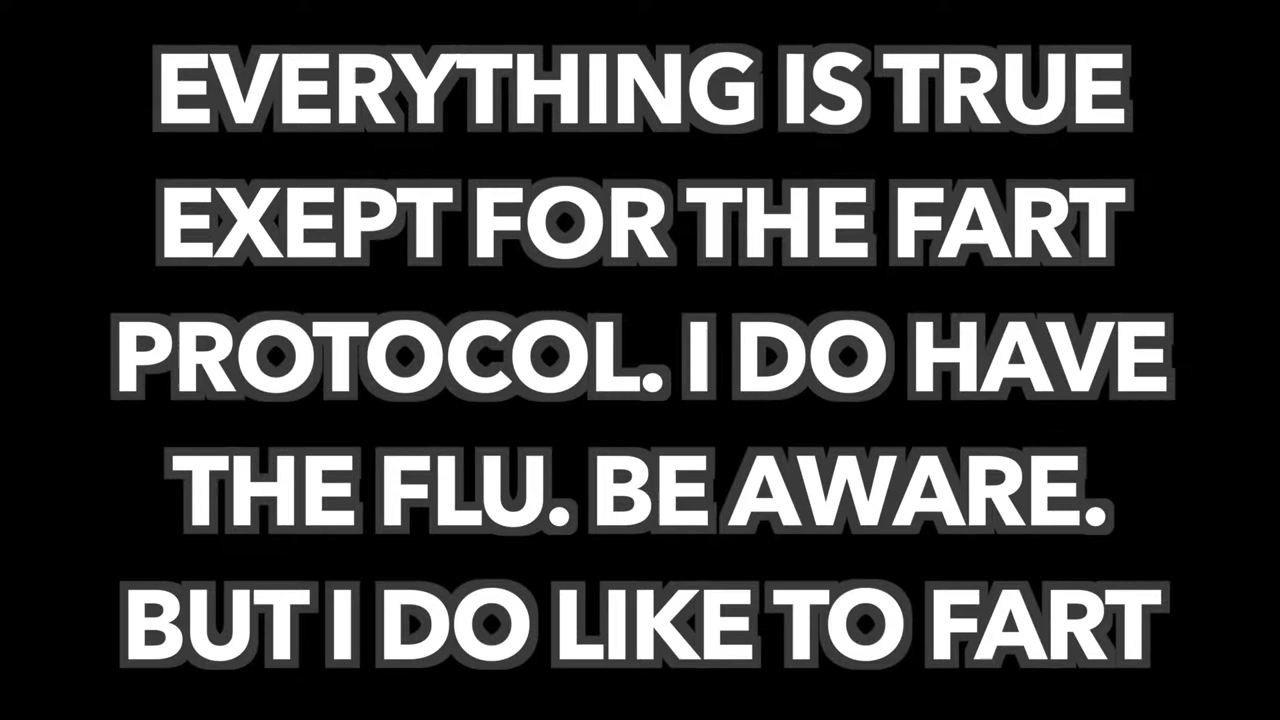 EVERYTHING IS TRUE
EXEPT FOR THE FART
PROTOCOL. I DO HAVE
THE FLU. BE AWARE.
BUT I DO LIKE TO FART